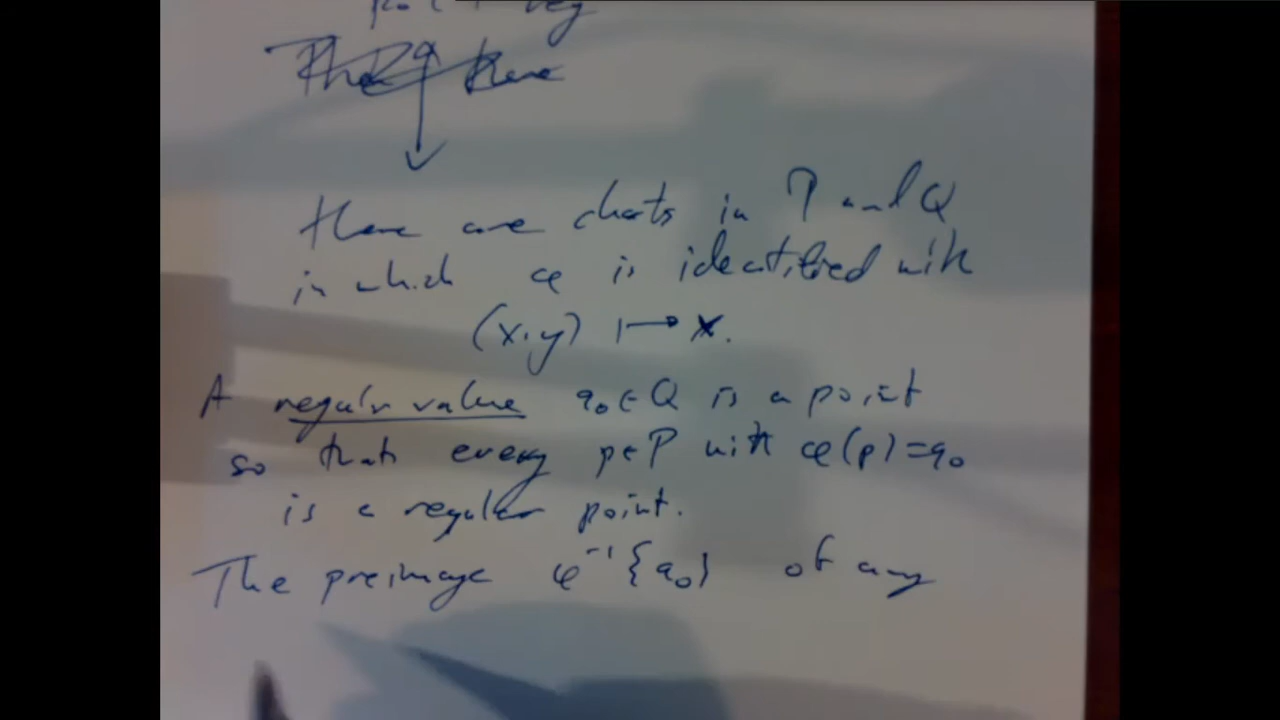 there are charts in P and Q
in which φ is identified with
(x,y) ↦ x.
A regular value q₀ ∈ Q is a point
so that every p∈P with φ(p)=q₀
is a regular point.
The preimage φ⁻¹{q₀} of any